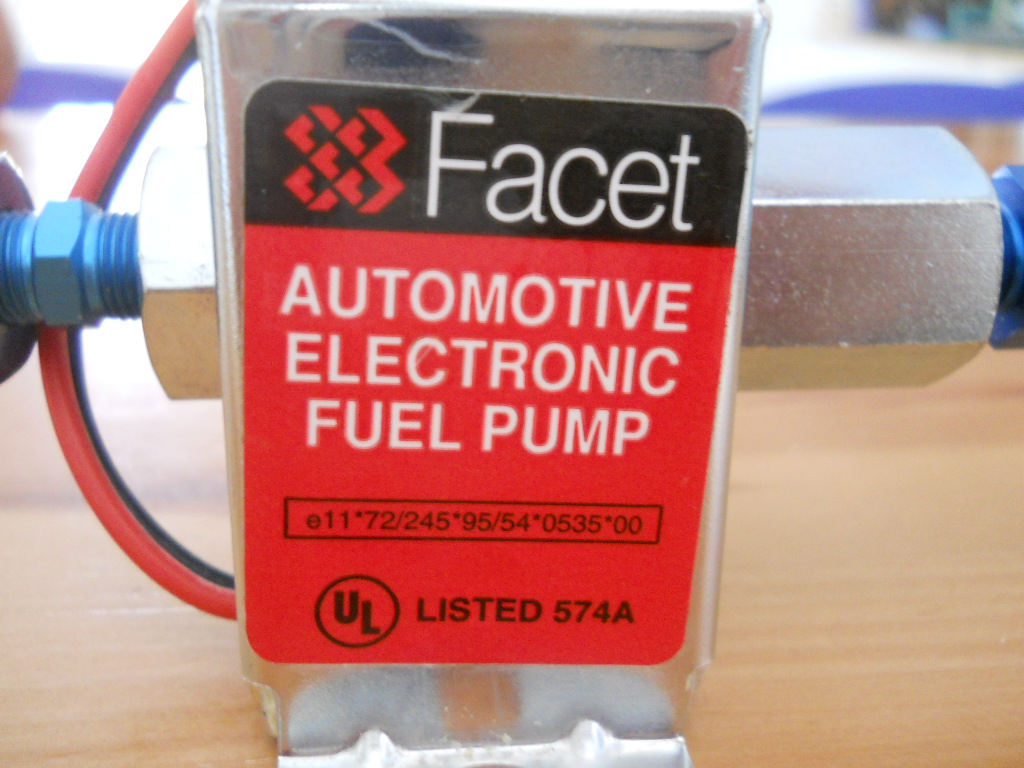 Facet
AUTOMOTIVE
ELECTRONIC
FUEL PUMP
e11*72/245*95/54*0535*00
UL LISTED 574A